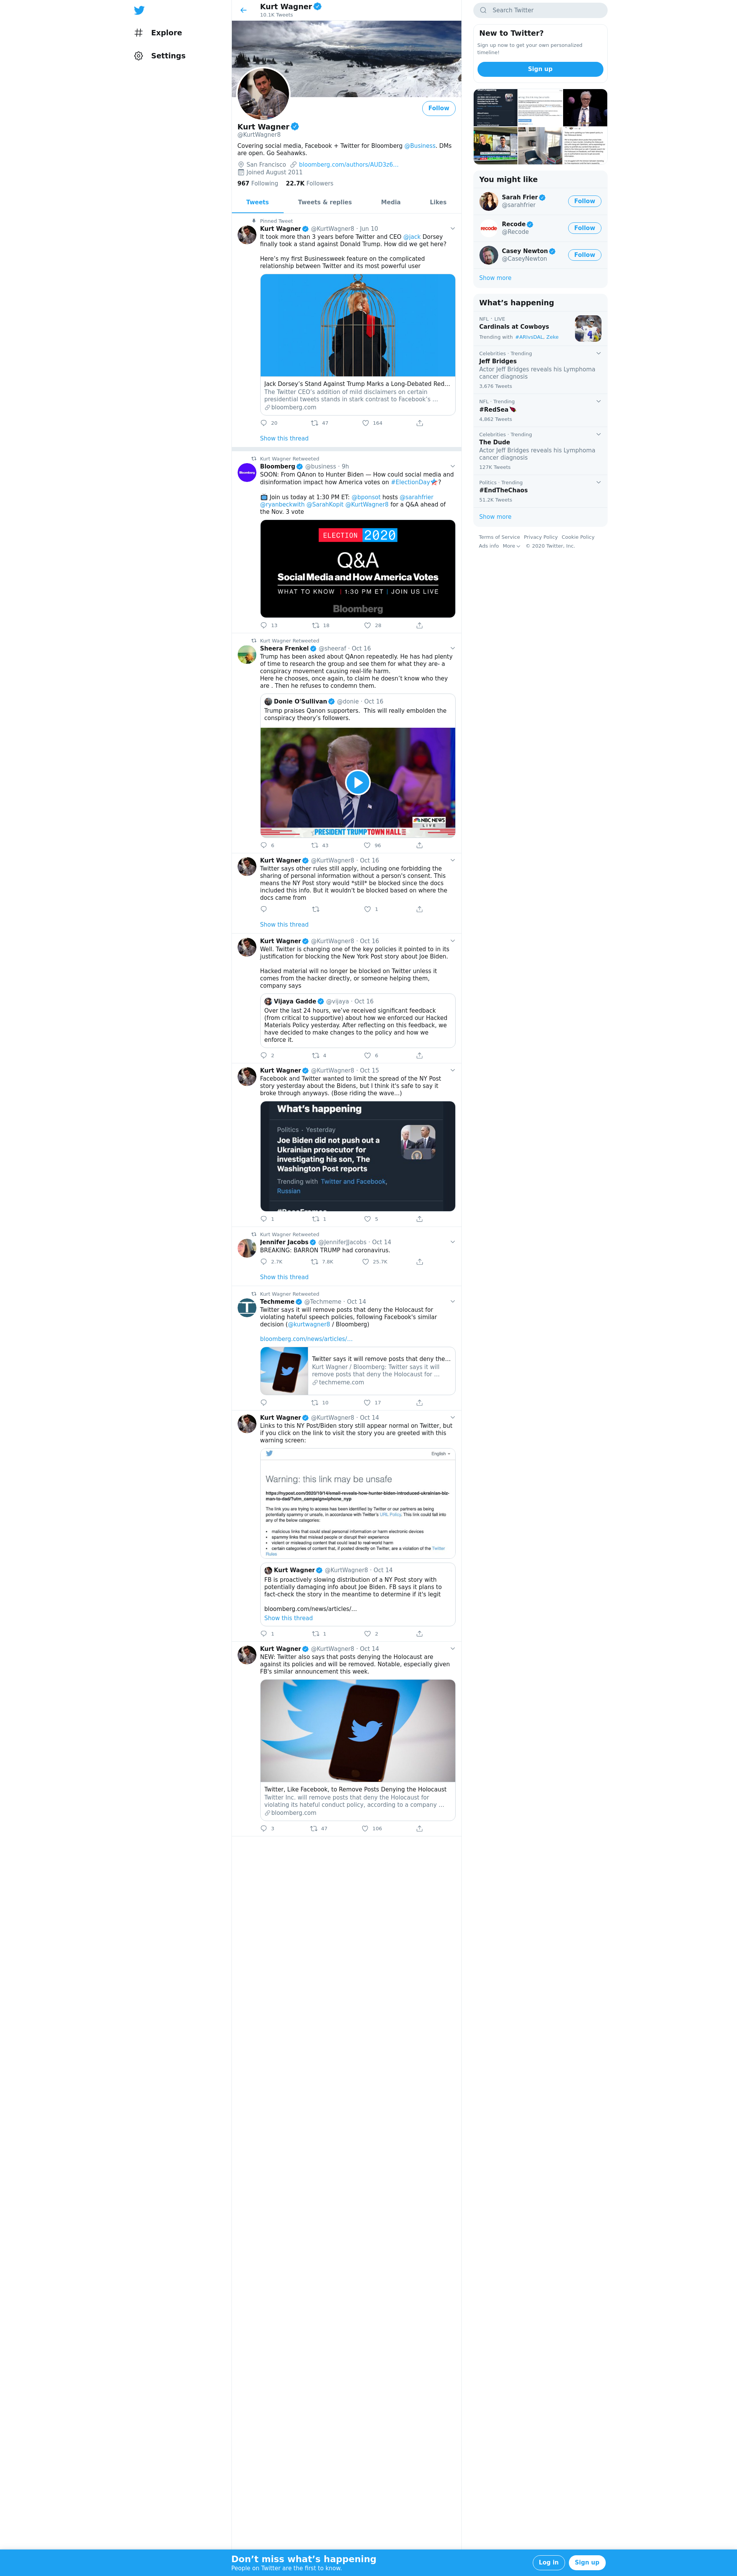 Explore
Settings
Kurt Wagner
10.1K Tweets
Follow
Kurt Wagner
@KurtWagner8
Covering social media, Facebook + Twitter for Bloomberg @Business. DMs
are open. Go Seahawks.
San Francisco bloomberg.com/authors/AUD3z6...
Joined August 2011
967 Following 22.7K Followers
Tweets Tweets & replies Media Likes
Pinned Tweet
Kurt Wagner @KurtWagner8 · Jun 10
It took more than 3 years before Twitter and CEO @jack Dorsey
finally took a stand against Donald Trump. How did we get here?
Here's my first Businessweek feature on the complicated
relationship between Twitter and its most powerful user
Jack Dorsey's Stand Against Trump Marks a Long-Debated Red...
The Twitter CEO's addition of mild disclaimers on certain
presidential tweets stands in stark contrast to Facebook's ...
bloomberg.com
20 47 164
Show this thread
Kurt Wagner Retweeted
Bloomberg @business · 9h
SOON: From QAnon to Hunter Biden — How could social media and
disinformation impact how America votes on #ElectionDay ?
Join us today at 1:30 PM ET: @bponsot hosts @sarahfrier
@ryanbeckwith @SarahKopit @KurtWagner8 for a Q&A ahead of
the Nov. 3 vote
ELECTION 2020
Q&A
Social Media and How America Votes
WHAT TO KNOW | 1:30 PM ET | JOIN US LIVE
Bloomberg
13 18 28
Kurt Wagner Retweeted
Sheera Frenkel @sheeraf · Oct 16
Trump has been asked about QAnon repeatedly. He has had plenty
of time to research the group and see them for what they are- a
conspiracy movement causing real-life harm.
Here he chooses, once again, to claim he doesn't know who they
are . Then he refuses to condemn them.
Donie O'Sullivan @donie · Oct 16
Trump praises Qanon supporters. This will really embolden the
conspiracy theory's followers.
NBC NEWS
LIVE
PRESIDENT TRUMP TOWN HALL
6 43 96
Kurt Wagner @KurtWagner8 · Oct 16
Twitter says other rules still apply, including one forbidding the
sharing of personal information without a person's consent. This
means the NY Post story would *still* be blocked since the docs
included this info. But it wouldn't be blocked based on where the
docs came from
1
Show this thread
Kurt Wagner @KurtWagner8 · Oct 16
Well. Twitter is changing one of the key policies it pointed to in its
justification for blocking the New York Post story about Joe Biden.
Hacked material will no longer be blocked on Twitter unless it
comes from the hacker directly, or someone helping them,
company says
Vijaya Gadde @vijaya · Oct 16
Over the last 24 hours, we've received significant feedback
(from critical to supportive) about how we enforced our Hacked
Materials Policy yesterday. After reflecting on this feedback, we
have decided to make changes to the policy and how we
enforce it.
2 4 6
Kurt Wagner @KurtWagner8 · Oct 15
Facebook and Twitter wanted to limit the spread of the NY Post
story yesterday about the Bidens, but I think it's safe to say it
broke through anyways. (Bose riding the wave...)
What's happening
Politics · Yesterday
Joe Biden did not push out a
Ukrainian prosecutor for
investigating his son, The
Washington Post reports
Trending with Twitter and Facebook,
Russian
1 1 5
Kurt Wagner Retweeted
Jennifer Jacobs @JenniferJJacobs · Oct 14
BREAKING: BARRON TRUMP had coronavirus.
2.7K 7.8K 25.7K
Show this thread
Kurt Wagner Retweeted
Techmeme @Techmeme · Oct 14
Twitter says it will remove posts that deny the Holocaust for
violating hateful speech policies, following Facebook's similar
decision (@kurtwagner8 / Bloomberg)
bloomberg.com/news/articles/...
Twitter says it will remove posts that deny the...
Kurt Wagner / Bloomberg: Twitter says it will
remove posts that deny the Holocaust for ...
techmeme.com
10 17
Kurt Wagner @KurtWagner8 · Oct 14
Links to this NY Post/Biden story still appear normal on Twitter, but
if you click on the link to visit the story you are greeted with this
warning screen:
English
Warning: this link may be unsafe
https://nypost.com/2020/10/14/email-reveals-how-hunter-biden-introduced-ukrainian-biz-
man-to-dad/?utm_campaign=iphone_nyp
The link you are trying to access has been identified by Twitter or our partners as being
potentially spammy or unsafe, in accordance with Twitter's URL Policy. This link could fall into
any of the below categories:
• malicious links that could steal personal information or harm electronic devices
• spammy links that mislead people or disrupt their experience
• violent or misleading content that could lead to real-world harm
• certain categories of content that, if posted directly on Twitter, are a violation of the Twitter
Rules
Kurt Wagner @KurtWagner8 · Oct 14
FB is proactively slowing distribution of a NY Post story with
potentially damaging info about Joe Biden. FB says it plans to
fact-check the story in the meantime to determine if it's legit
bloomberg.com/news/articles/...
Show this thread
1 1 2
Kurt Wagner @KurtWagner8 · Oct 14
NEW: Twitter also says that posts denying the Holocaust are
against its policies and will be removed. Notable, especially given
FB's similar announcement this week.
Twitter, Like Facebook, to Remove Posts Denying the Holocaust
Twitter Inc. will remove posts that deny the Holocaust for
violating its hateful conduct policy, according to a company ...
bloomberg.com
3 47 106
Search Twitter
New to Twitter?
Sign up now to get your own personalized
timeline!
Sign up
You might like
Sarah Frier
@sarahfrier
Follow
recode
Recode
@Recode
Follow
Casey Newton
@CaseyNewton
Follow
Show more
What's happening
NFL · LIVE
Cardinals at Cowboys
Trending with #ARIvsDAL, Zeke
Celebrities · Trending
Jeff Bridges
Actor Jeff Bridges reveals his Lymphoma
cancer diagnosis
3,676 Tweets
NFL · Trending
#RedSea
4,862 Tweets
Celebrities · Trending
The Dude
Actor Jeff Bridges reveals his Lymphoma
cancer diagnosis
127K Tweets
Politics · Trending
#EndTheChaos
51.2K Tweets
Show more
Terms of Service Privacy Policy Cookie Policy
Ads info More © 2020 Twitter, Inc.
Don't miss what's happening
People on Twitter are the first to know.
Log in Sign up